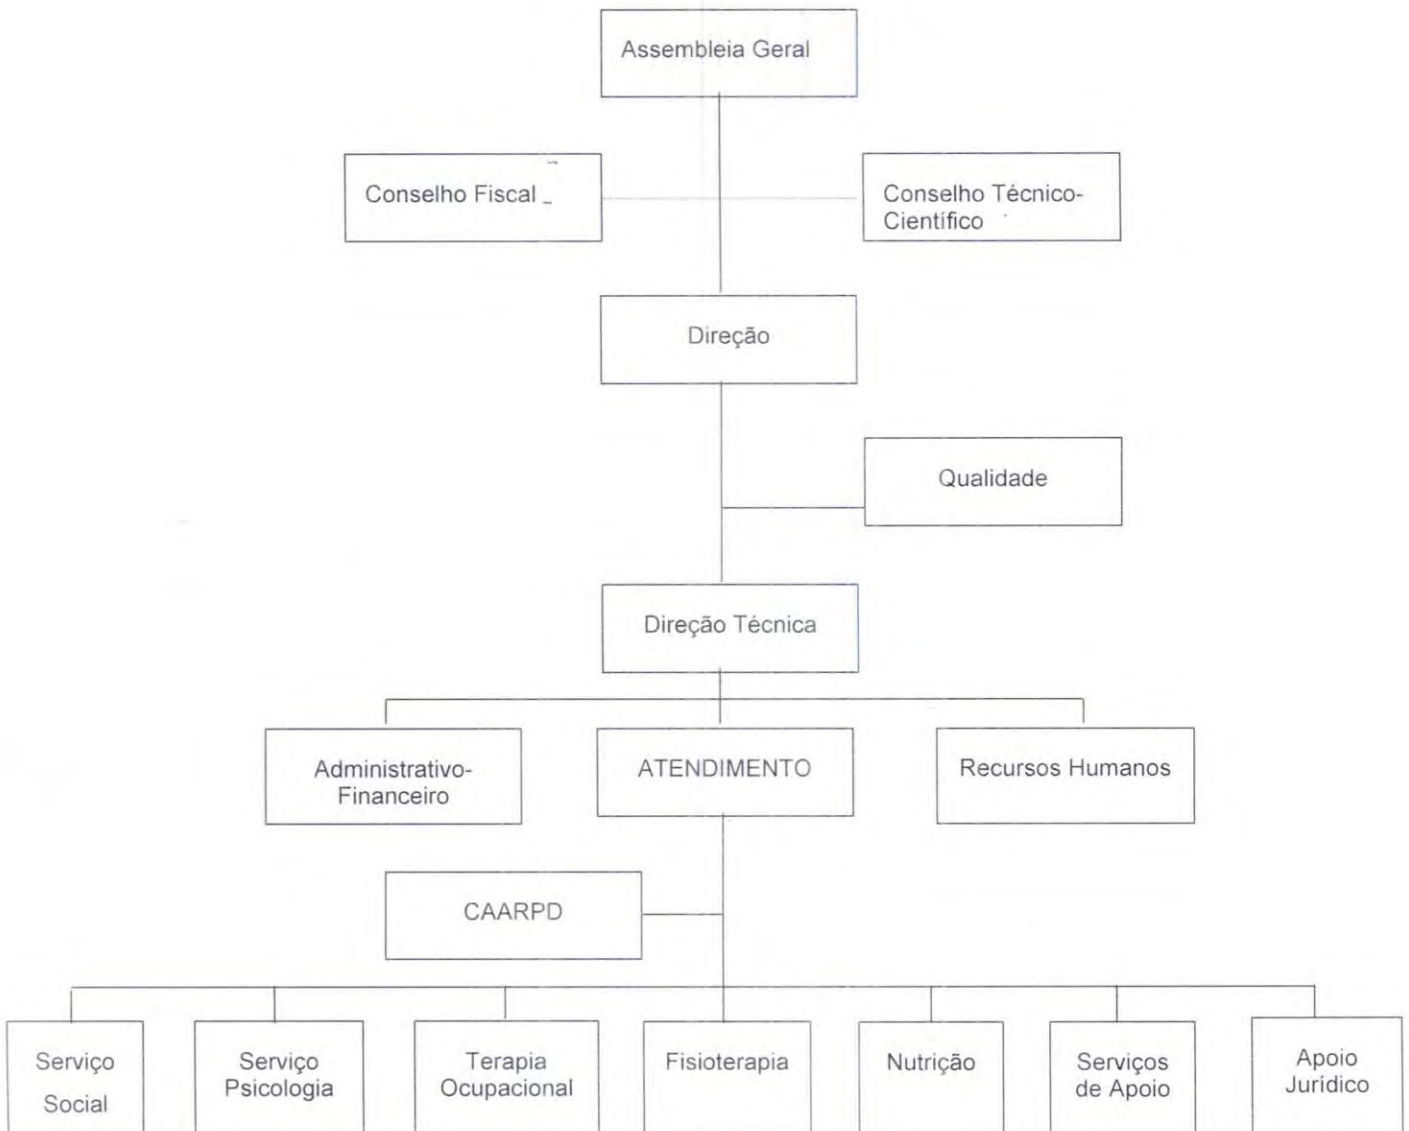 Assembleia Geral
Conselho Fiscal
Conselho Técnico-
Científico
Direção
Qualidade
Direção Técnica
Administrativo-
Financeiro
ATENDIMENTO
Recursos Humanos
CAARPD
Serviço
Social
Serviço
Psicologia
Terapia
Ocupacional
Fisioterapia
Nutrição
Serviços
de Apoio
Apoio
Jurídico